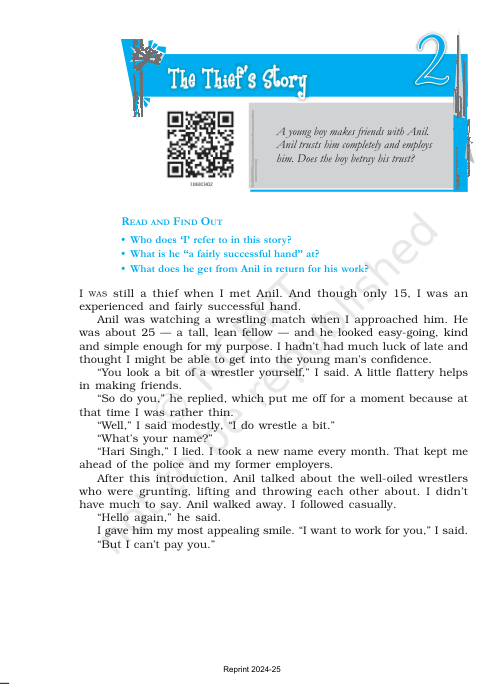 2
The Thief's Story
A young boy makes friends with Anil.
Anil trusts him completely and employs
him. Does the boy betray his trust?
1068CH02
READ AND FIND OUT
• Who does 'I' refer to in this story?
• What is he “a fairly successful hand” at?
• What does he get from Anil in return for his work?
I WAS still a thief when I met Anil. And though only 15, I was an
experienced and fairly successful hand.
Anil was watching a wrestling match when I approached him. He
was about 25 — a tall, lean fellow — and he looked easy-going, kind
and simple enough for my purpose. I hadn't had much luck of late and
thought I might be able to get into the young man's confidence.
“You look a bit of a wrestler yourself,” I said. A little flattery helps
in making friends.
“So do you,” he replied, which put me off for a moment because at
that time I was rather thin.
“Well,” I said modestly, “I do wrestle a bit.”
“What's your name?”
“Hari Singh,” I lied. I took a new name every month. That kept me
ahead of the police and my former employers.
After this introduction, Anil talked about the well-oiled wrestlers
who were grunting, lifting and throwing each other about. I didn't
have much to say. Anil walked away. I followed casually.
“Hello again,” he said.
I gave him my most appealing smile. “I want to work for you,” I said.
“But I can't pay you.”
Reprint 2024-25